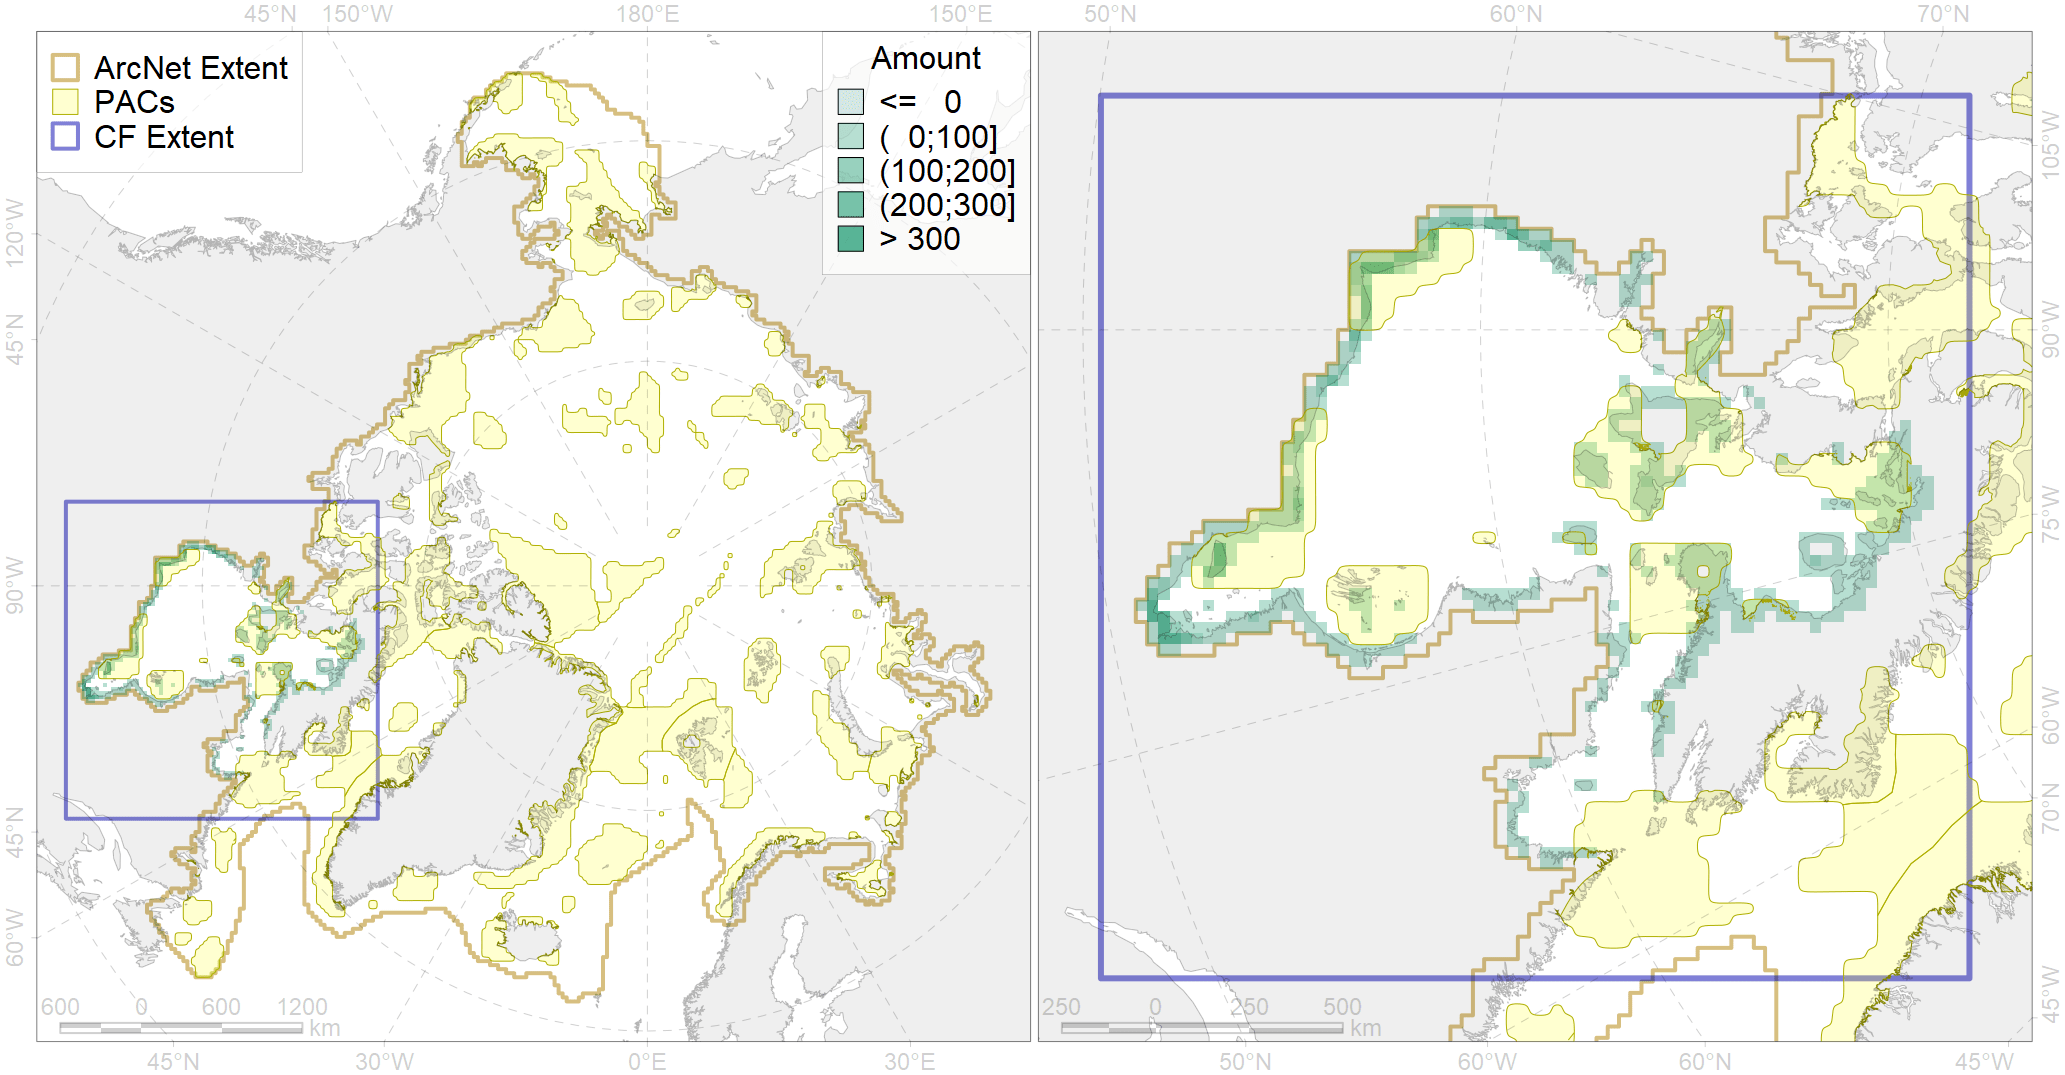 45°N 150°W 180°E 150°E 50°N 60°N 70°N
ArcNet Extent
PACs
CF Extent
Amount
<= 0
( 0;100]
(100;200]
(200;300]
> 300
120°W
45°N
90°W
45°N
60°W
105°W
90°W
75°W
60°W
70°N
45°W
600 0 600 1200
km
250 0 250 500
km
45°N 30°W 0°E 30°E 50°N 60°W 60°N 45°W